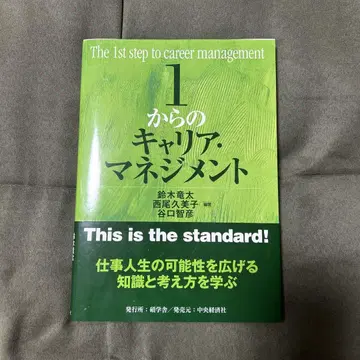 The 1st step to career management
1
からの
キャリア・
マネジメント
鈴木竜太
西尾久美子 編著
谷口智彦
This is the standard!
仕事人生の可能性を広げる
知識と考え方を学ぶ
発行所：碩学舎／発売元：中央経済社